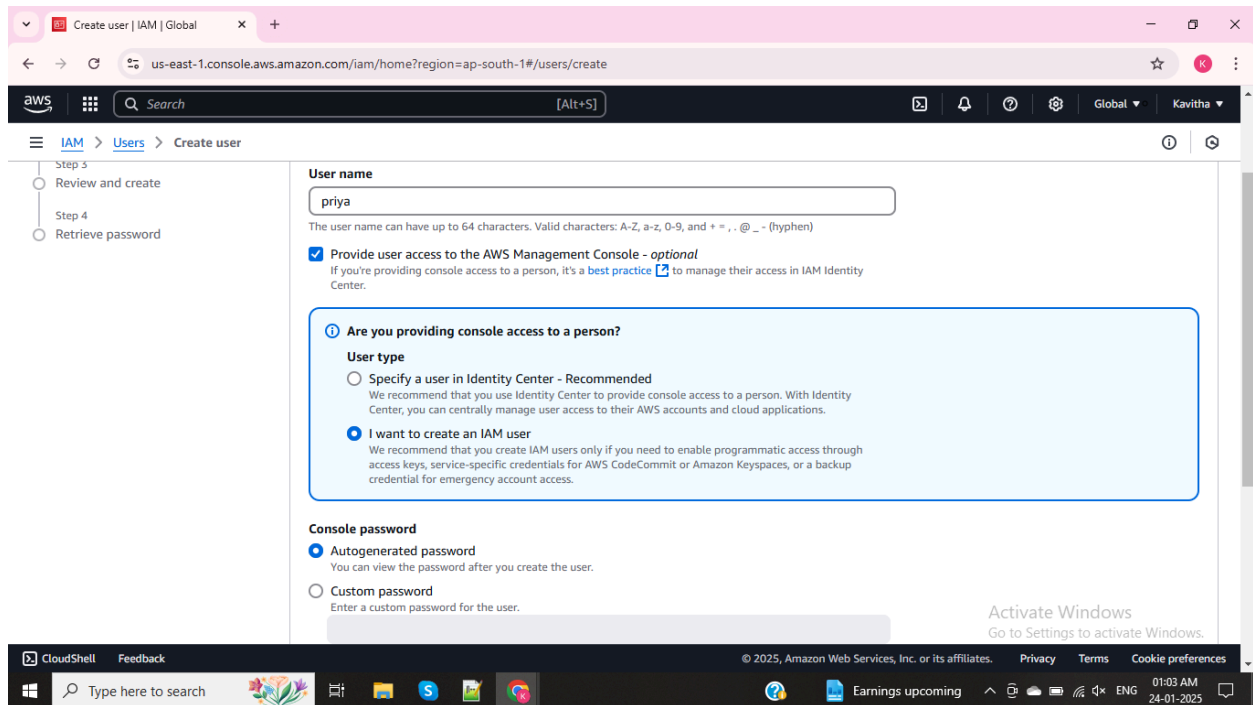 Create user | IAM | Global
us-east-1.console.aws.amazon.com/iam/home?region=ap-south-1#/users/create
K
aws
Search
[Alt+S]
Global
Kavitha
IAM > Users > Create user
Step 3
Review and create
Step 4
Retrieve password
User name
priya
The user name can have up to 64 characters. Valid characters: A-Z, a-z, 0-9, and + = , . @ _ - (hyphen)
Provide user access to the AWS Management Console - optional
If you're providing console access to a person, it's a best practice to manage their access in IAM Identity
Center.
Are you providing console access to a person?
User type
Specify a user in Identity Center - Recommended
We recommend that you use Identity Center to provide console access to a person. With Identity
Center, you can centrally manage user access to their AWS accounts and cloud applications.
I want to create an IAM user
We recommend that you create IAM users only if you need to enable programmatic access through
access keys, service-specific credentials for AWS CodeCommit or Amazon Keyspaces, or a backup
credential for emergency account access.
Console password
Autogenerated password
You can view the password after you create the user.
Custom password
Enter a custom password for the user.
Activate Windows
Go to Settings to activate Windows.
CloudShell
Feedback
© 2025, Amazon Web Services, Inc. or its affiliates.
Privacy
Terms
Cookie preferences
Type here to search
Earnings upcoming
ENG
01:03 AM
24-01-2025